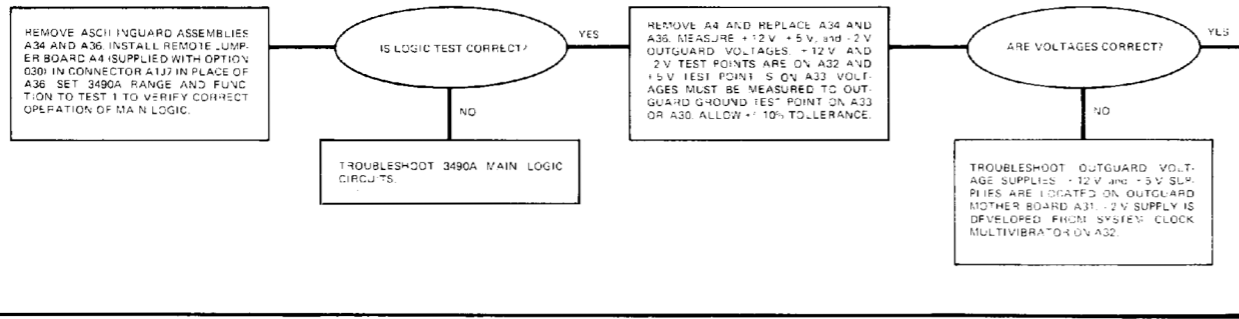 REMOVE ASCII INGUARD ASSEMBLIES
A34 AND A36. INSTALL REMOTE JUMP-
ER BOARD A4 (SUPPLIED WITH OPTION
030) IN CONNECTOR A1J7 IN PLACE OF
A36. SET 3490A RANGE AND FUNC
TION TO TEST 1 TO VERIFY CORRECT
OPERATION OF MAIN LOGIC.
IS LOGIC TEST CORRECT?
YES
NO
TROUBLESHOOT 3490A MAIN LOGIC
CIRCUITS.
REMOVE A4 AND REPLACE A34 AND
A36. MEASURE +12 V, +5 V, and -2 V
OUTGUARD VOLTAGES. +12 V AND
-2 V TEST POINTS ARE ON A32 AND
+5 V TEST POINT IS ON A33. VOLT-
AGES MUST BE MEASURED TO OUT-
GUARD GROUND TEST POINT ON A33
OR A30. ALLOW +/- 10% TOLLERANCE.
ARE VOLTAGES CORRECT?
YES
NO
TROUBLESHOOT OUTGUARD VOLT-
AGE SUPPLIES. +12 V and +5 V SUP-
PLIES ARE LOCATED ON OUTGUARD
MOTHER BOARD A31. -2 V SUPPLY IS
DEVELOPED FROM SYSTEM CLOCK
MULTIVIBRATOR ON A32.